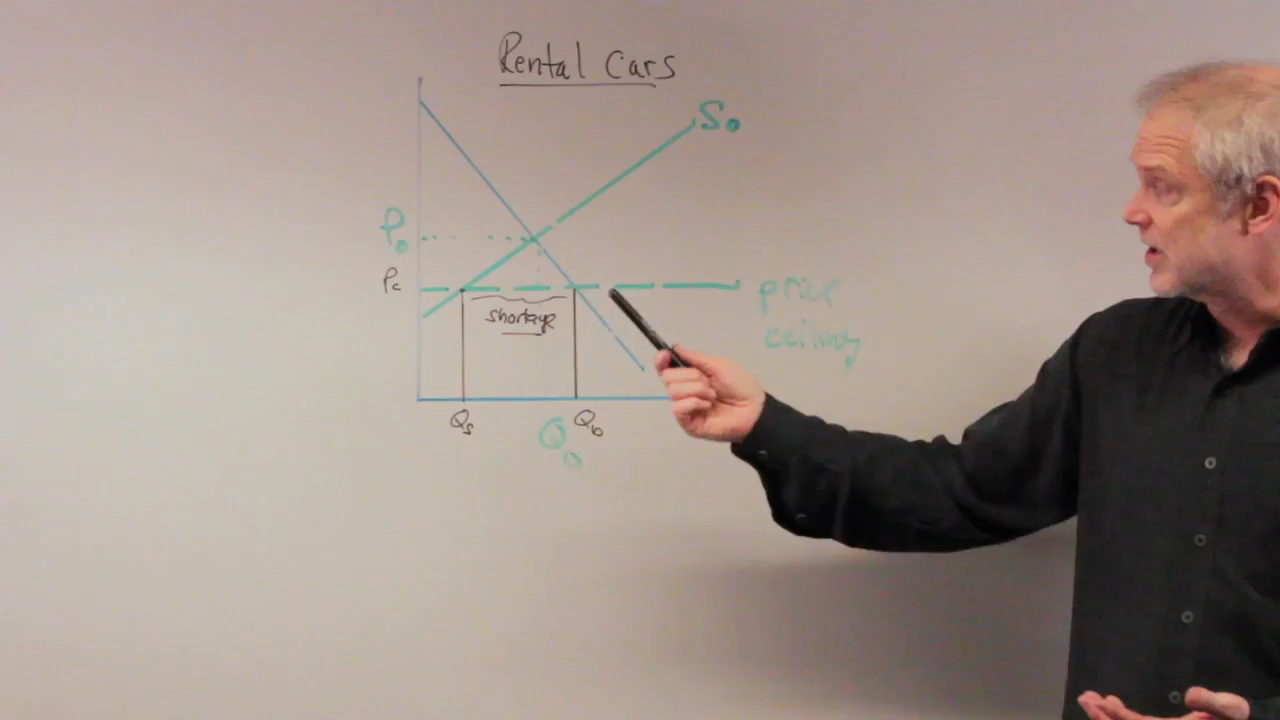 Rental Cars
S₀
P₀
Pc
price
ceiling
shortage
Qs
Q₀
QD